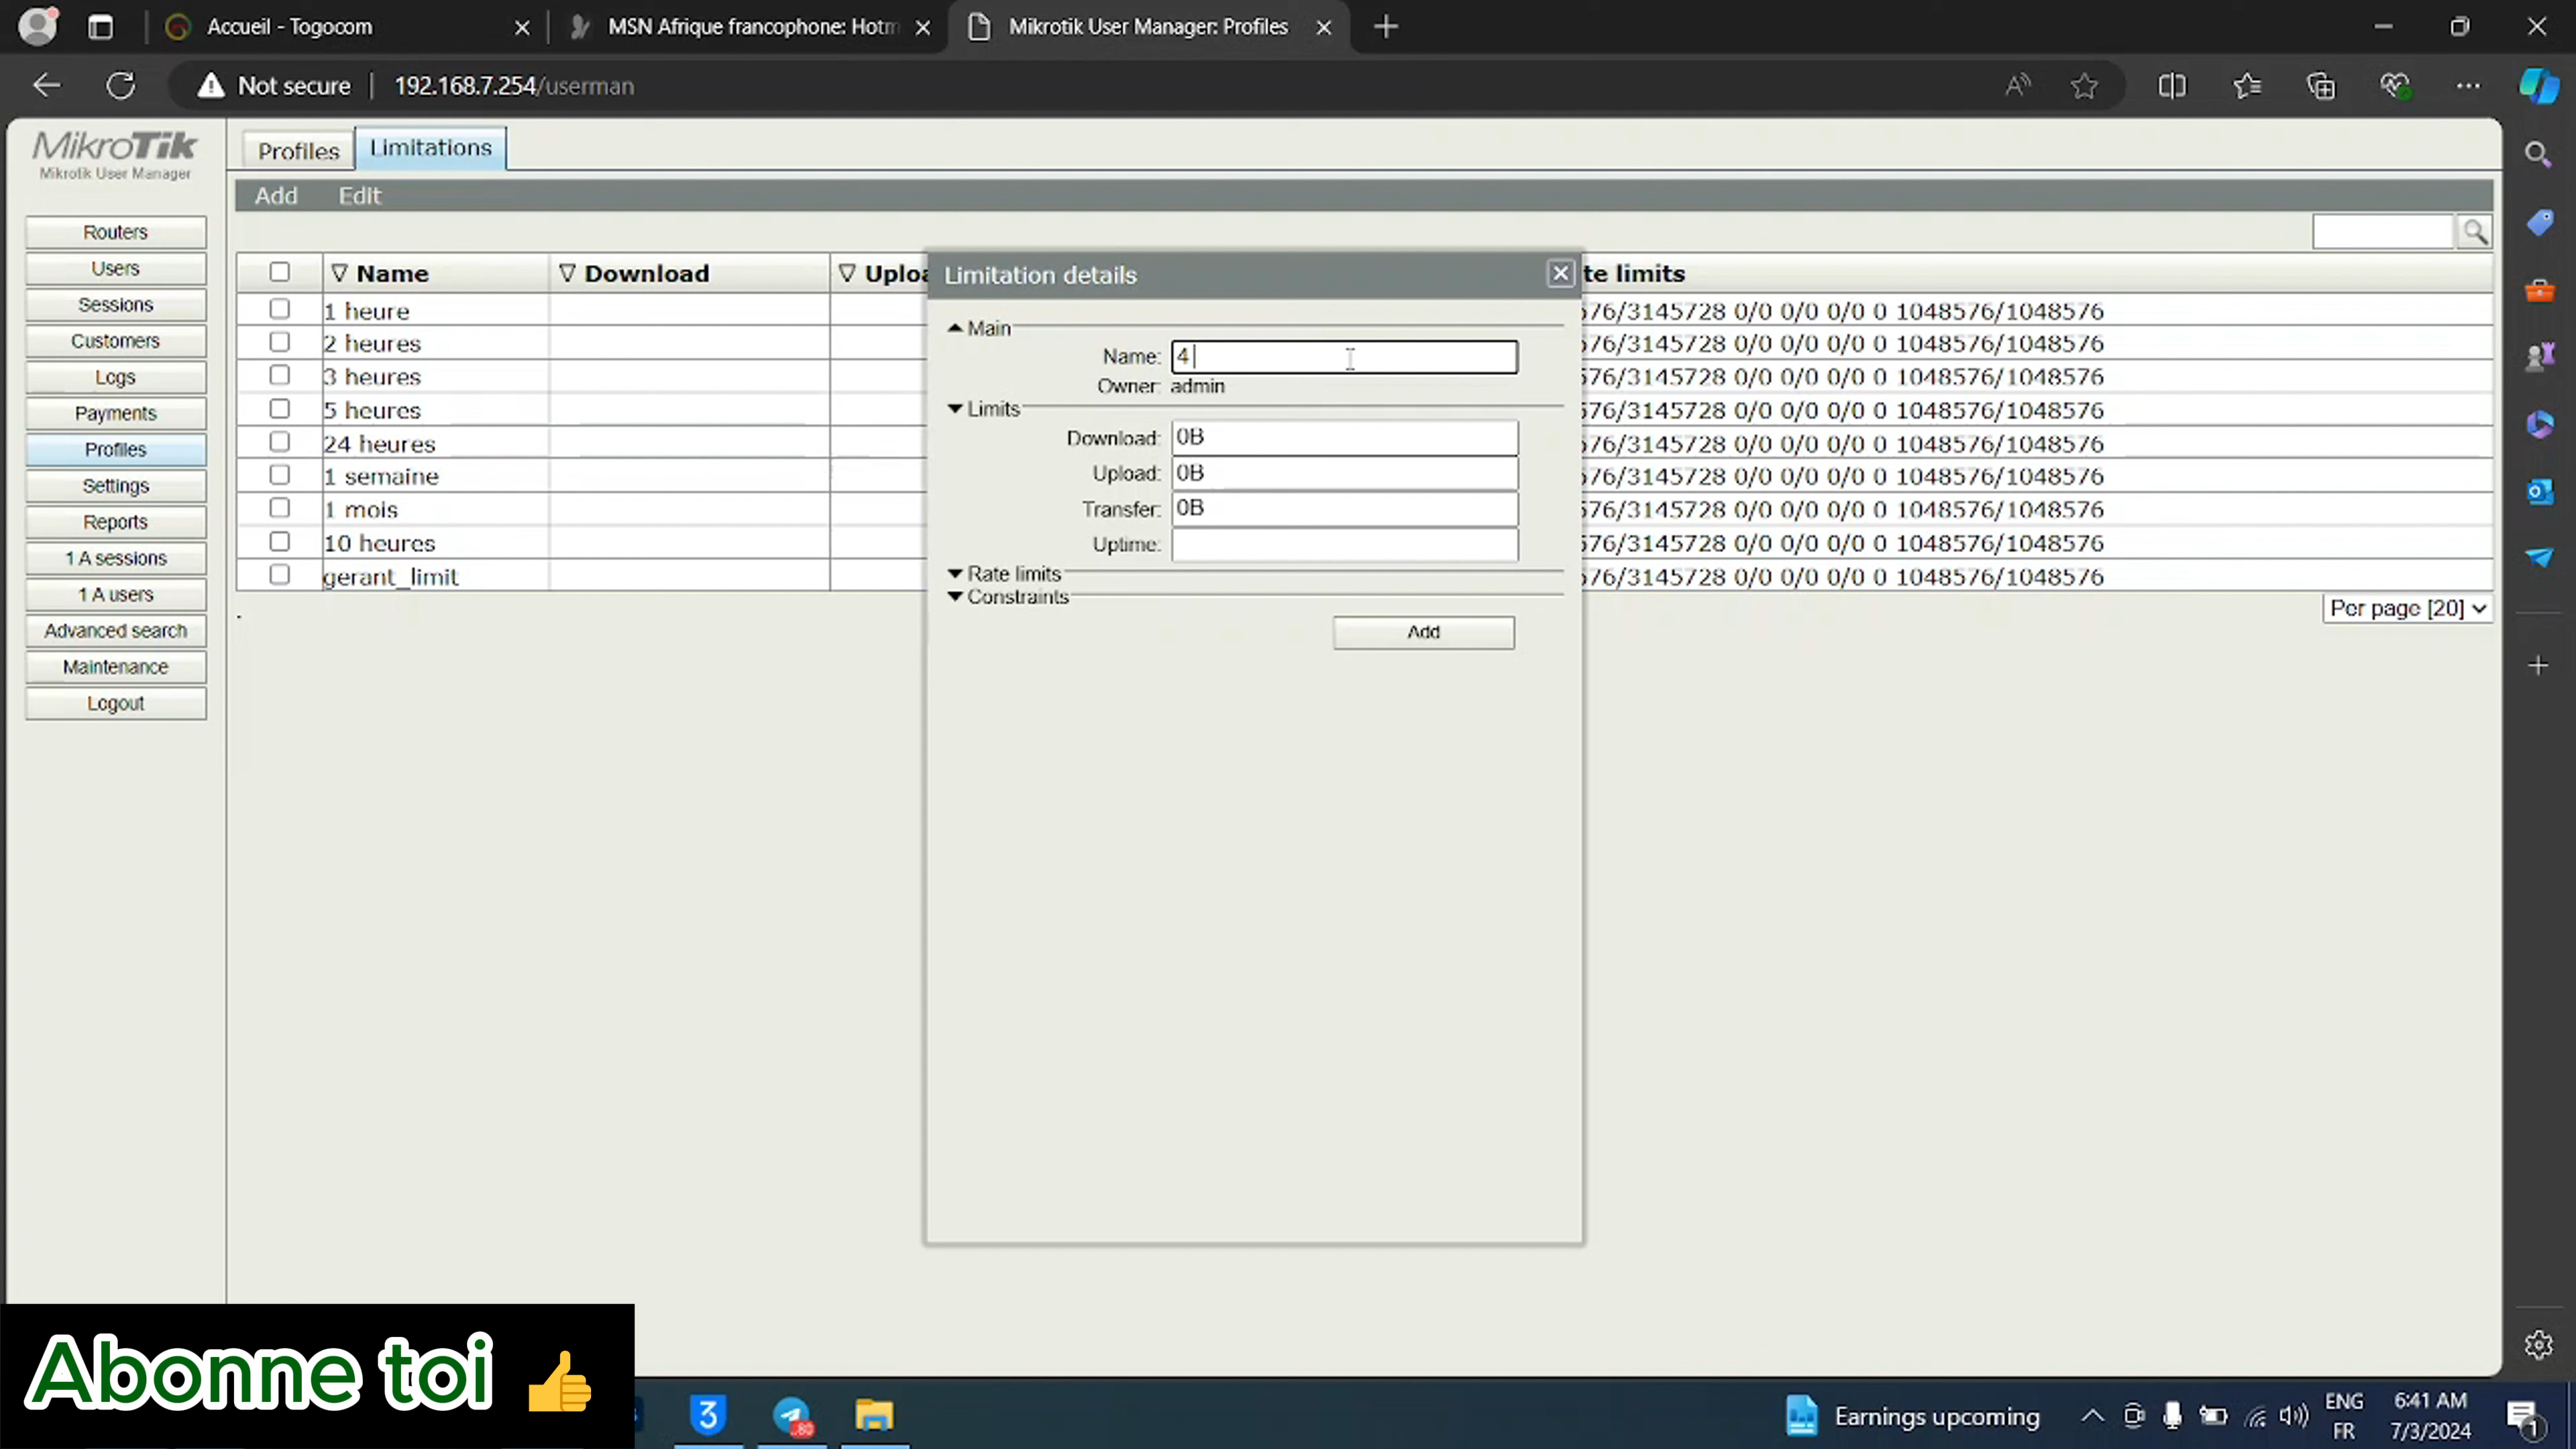 Accueil - Togocom
MSN Afrique francophone: Hotm
Mikrotik User Manager: Profiles
Not secure
192.168.7.254/userman
MikroTik
Mikrotik User Manager
Profiles
Limitations
Add
Edit
Routers
Users
Sessions
Customers
Logs
Payments
Profiles
Settings
Reports
1 A sessions
1 A users
Advanced search
Maintenance
Logout
Name
Download
Uploa
te limits
1 heure
576/3145728 0/0 0/0 0/0 0 1048576/1048576
2 heures
576/3145728 0/0 0/0 0/0 0 1048576/1048576
3 heures
576/3145728 0/0 0/0 0/0 0 1048576/1048576
5 heures
576/3145728 0/0 0/0 0/0 0 1048576/1048576
24 heures
576/3145728 0/0 0/0 0/0 0 1048576/1048576
1 semaine
576/3145728 0/0 0/0 0/0 0 1048576/1048576
1 mois
576/3145728 0/0 0/0 0/0 0 1048576/1048576
10 heures
576/3145728 0/0 0/0 0/0 0 1048576/1048576
gerant_limit
576/3145728 0/0 0/0 0/0 0 1048576/1048576
Per page [20]
Limitation details
Main
Name: 4
Owner: admin
Limits
Download: 0B
Upload: 0B
Transfer: 0B
Uptime:
Rate limits
Constraints
Add
Abonne toi
3
80
Earnings upcoming
ENG
FR
6:41 AM
7/3/2024
1